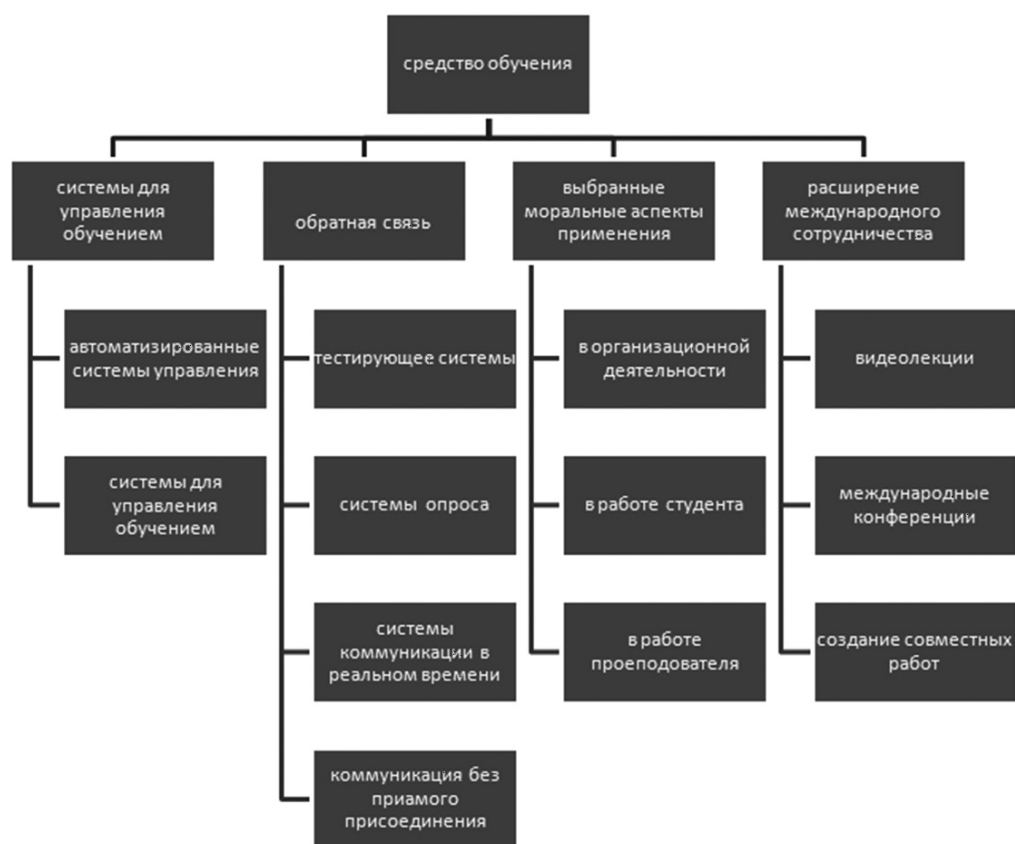 средство обучения
системы для
управления
обучением
обратная связь
выбранные
моральные аспекты
применения
расширение
международного
сотрудничества
автоматизированные
системы управления
тестирующее системы
в организационной
деятельности
видеолекции
системы для
управления
обучением
системы опроса
в работе студента
международные
конференции
системы
коммуникации в
реальном времени
в работе
проеподователя
создание совместных
работ
коммуникация без
приамого
присоединения